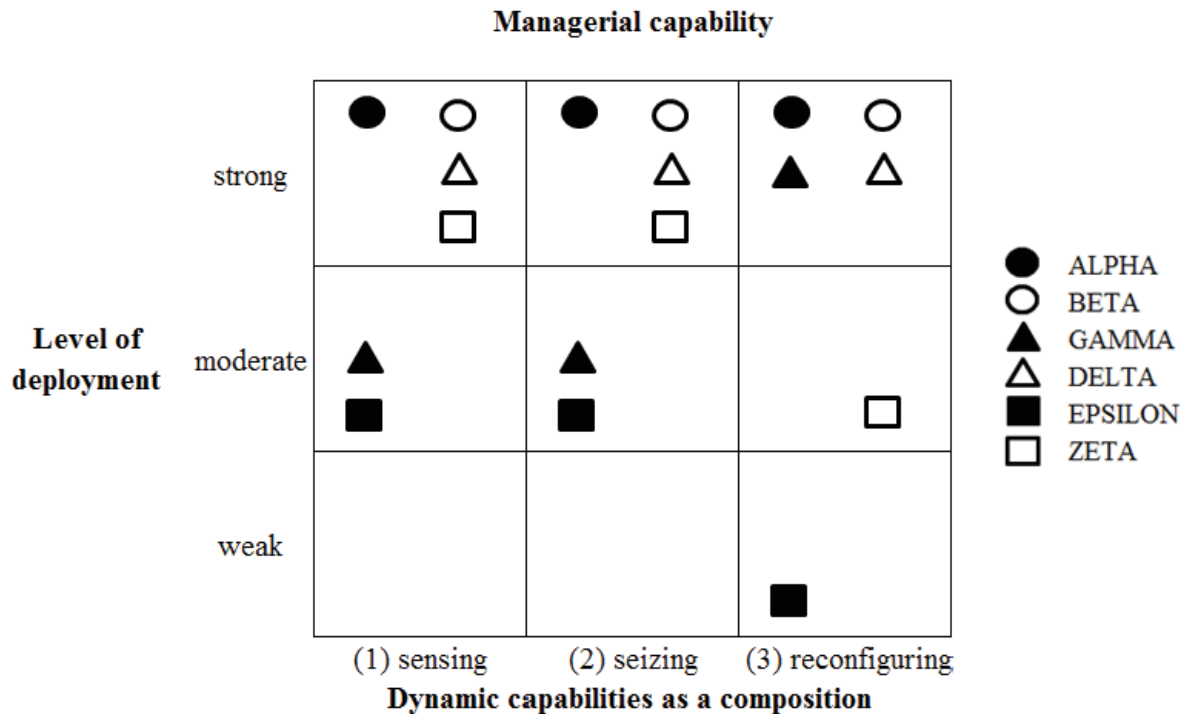 Managerial capability
strong
Level of
deployment
moderate
weak
ALPHA
BETA
GAMMA
DELTA
EPSILON
ZETA
(1) sensing
(2) seizing
(3) reconfiguring
Dynamic capabilities as a composition